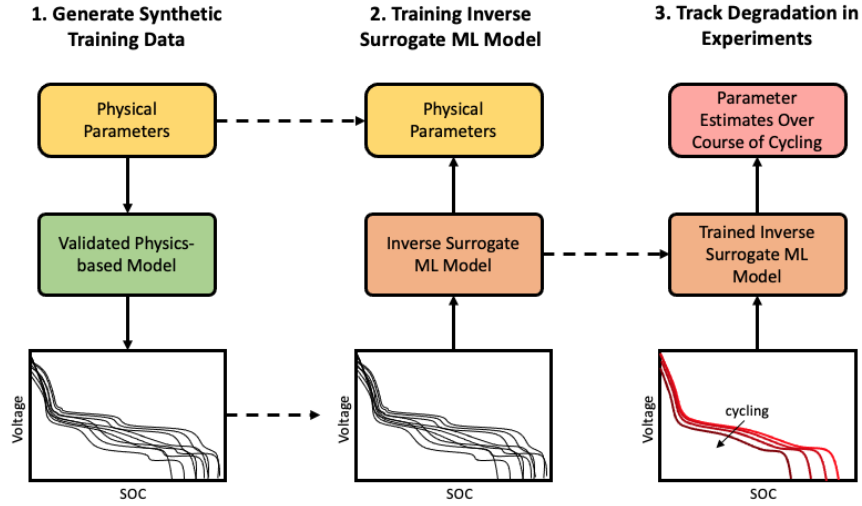 1. Generate Synthetic
Training Data
2. Training Inverse
Surrogate ML Model
3. Track Degradation in
Experiments
Physical
Parameters
Physical
Parameters
Parameter
Estimates Over
Course of Cycling
Validated Physics-
based Model
Inverse Surrogate
ML Model
Trained Inverse
Surrogate ML
Model
Voltage
SOC
Voltage
SOC
Voltage
cycling
SOC